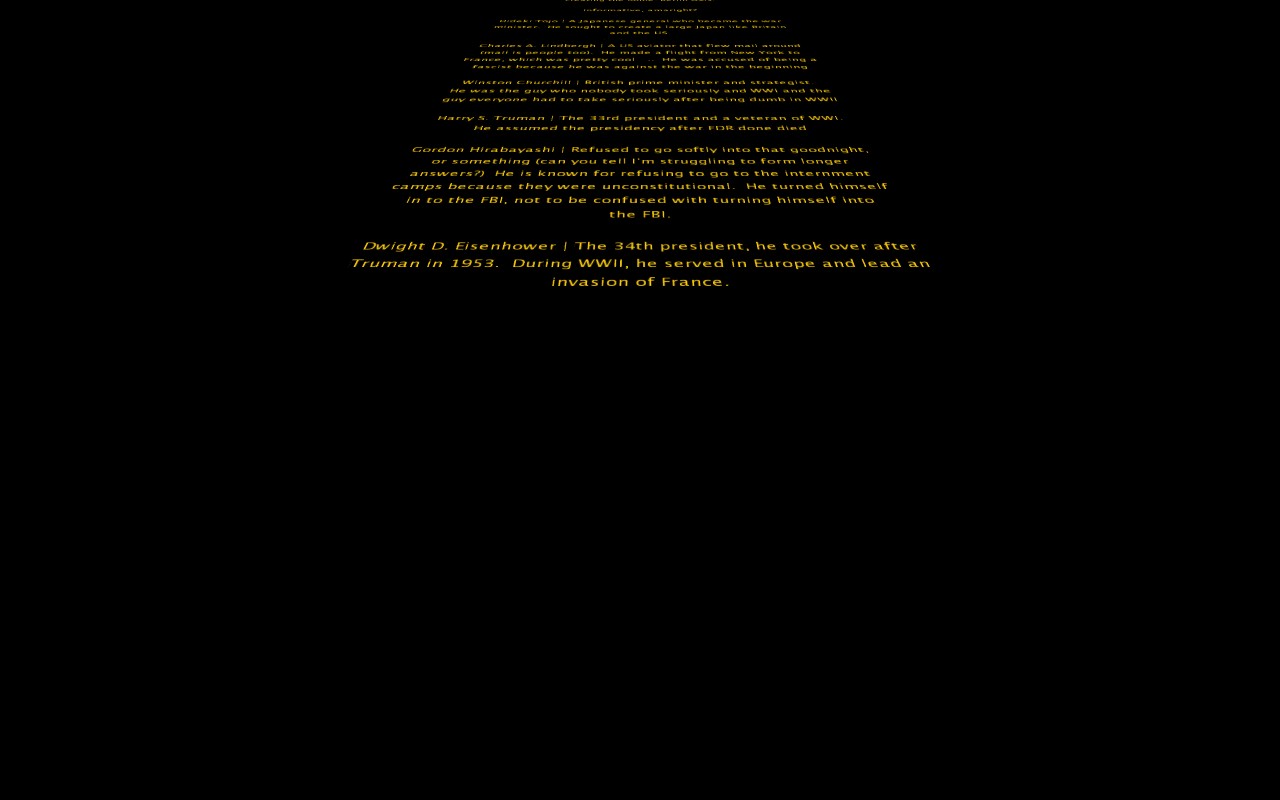 informative, amaright?
Hideki Tojo | A Japanese general who became the war
minister. He sought to create a large Japan like Britain
and the US
Charles A. Lindbergh | A US aviator that flew mail around
(mail is people too). He made a flight from New York to
France, which was pretty cool ... He was accused of being a
fascist because he was against the war in the beginning
Winston Churchill | British prime minister and strategist
He was the guy who nobody took seriously and WWI and the
guy everyone had to take seriously after being dumb in WWII
Harry S. Truman | The 33rd president and a veteran of WWI.
He assumed the presidency after FDR done died
Gordon Hirabayashi | Refused to go softly into that goodnight,
or something (can you tell I'm struggling to form longer
answers?) He is known for refusing to go to the internment
camps because they were unconstitutional. He turned himself
in to the FBI, not to be confused with turning himself into
the FBI.
Dwight D. Eisenhower | The 34th president, he took over after
Truman in 1953. During WWII, he served in Europe and lead an
invasion of France.